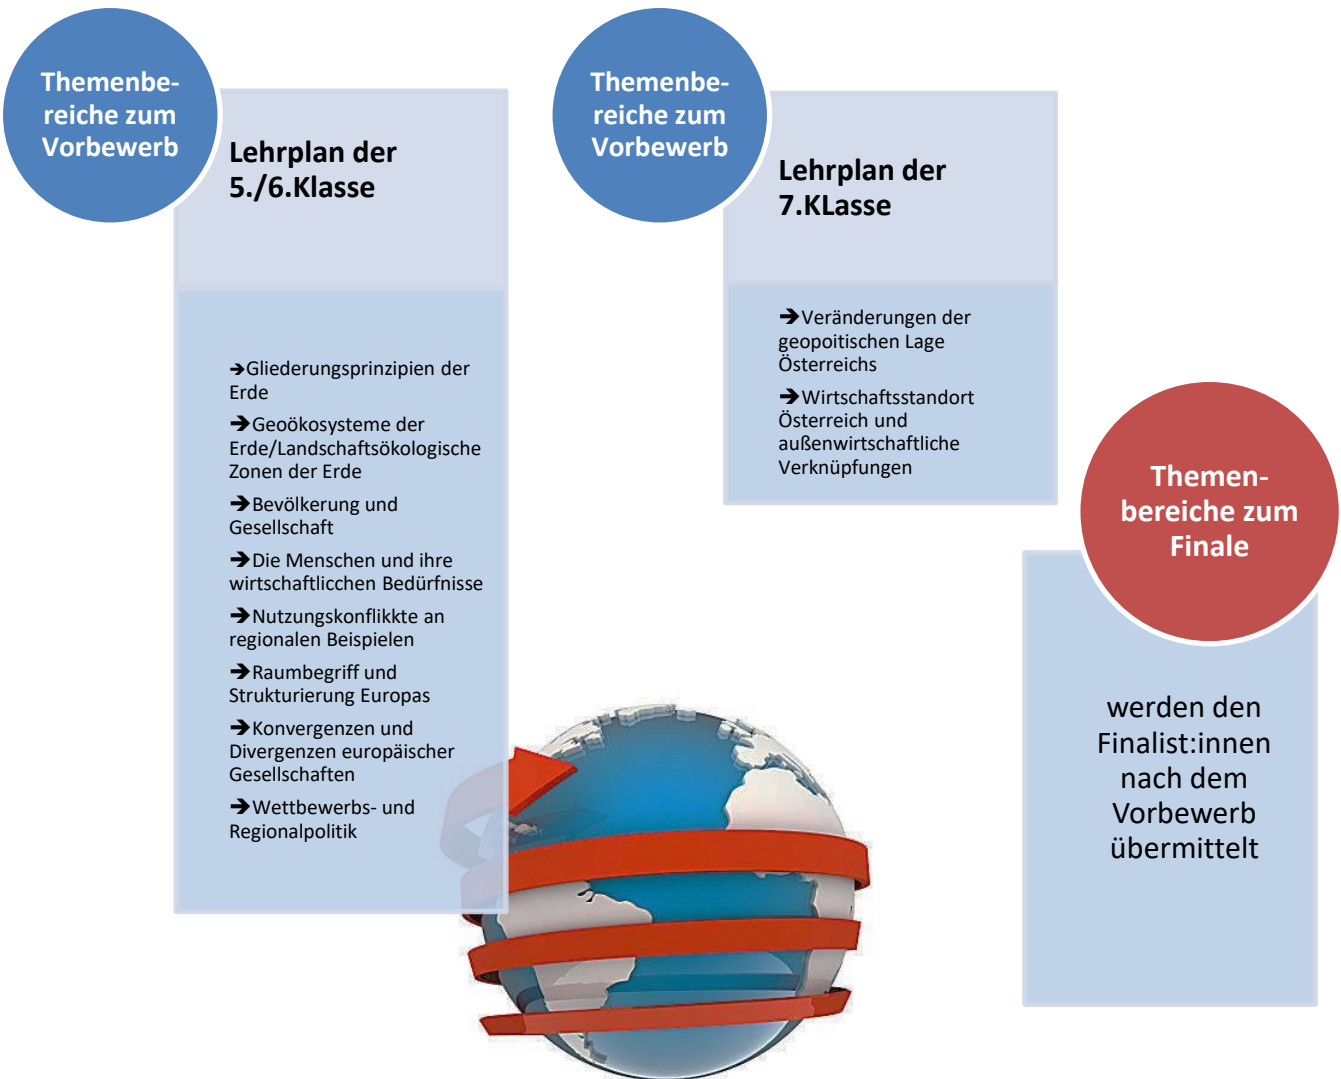 Themenbe-
reiche zum
Vorbewerb
Lehrplan der
5./6.Klasse
➔Gliederungsprinzipien der
Erde
➔Geoökosysteme der
Erde/Landschaftsökologische
Zonen der Erde
➔Bevölkerung und
Gesellschaft
➔Die Menschen und ihre
wirtschaftlicchen Bedürfnisse
➔Nutzungskonflikkte an
regionalen Beispielen
➔Raumbegriff und
Strukturierung Europas
➔Konvergenzen und
Divergenzen europäischer
Gesellschaften
➔Wettbewerbs- und
Regionalpolitik
Themenbe-
reiche zum
Vorbewerb
Lehrplan der
7.KLasse
➔Veränderungen der
geopoitischen Lage
Österreichs
➔Wirtschaftsstandort
Österreich und
außenwirtschaftliche
Verknüpfungen
Themen-
bereiche zum
Finale
werden den
Finalist:innen
nach dem
Vorbewerb
übermittelt